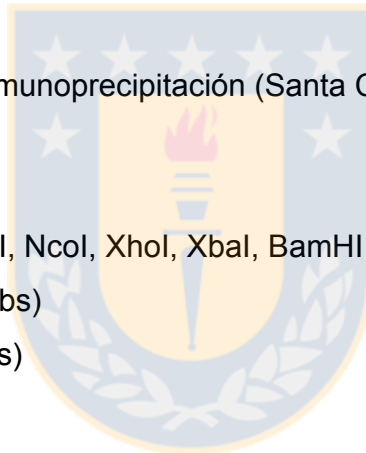 munoprecipitación (Santa C
I, NcoI, XhoI, XbaI, BamHI
bs)
s)